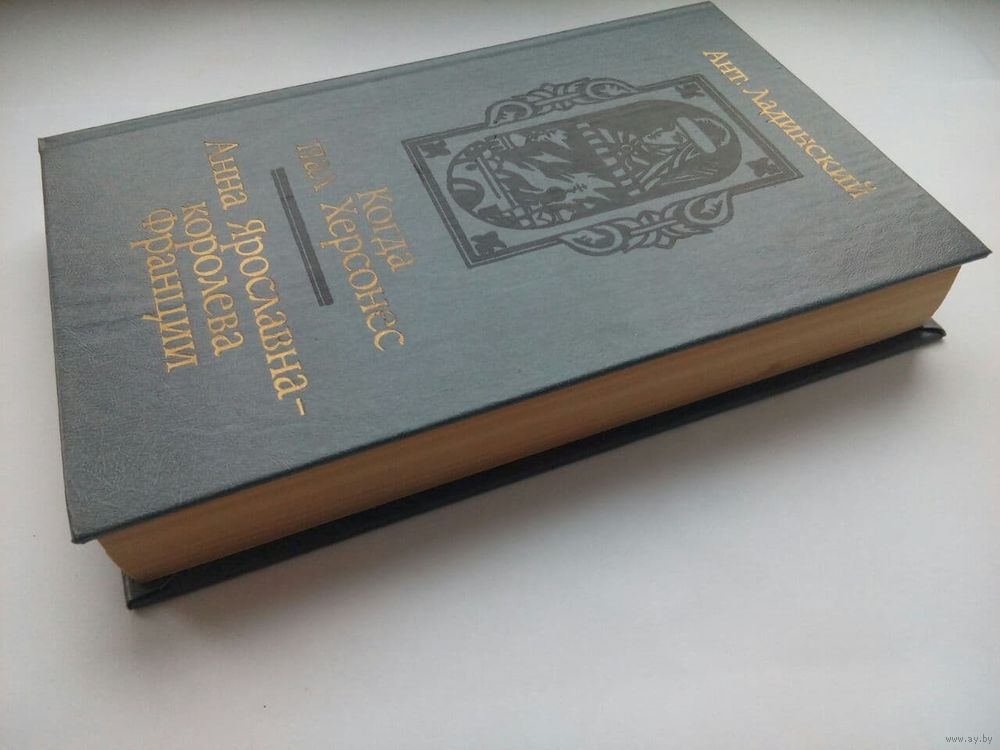 Ант. Ладинский
Когда
пал Херсонес
Анна Ярославна-
королева
Франции
www.ay.by